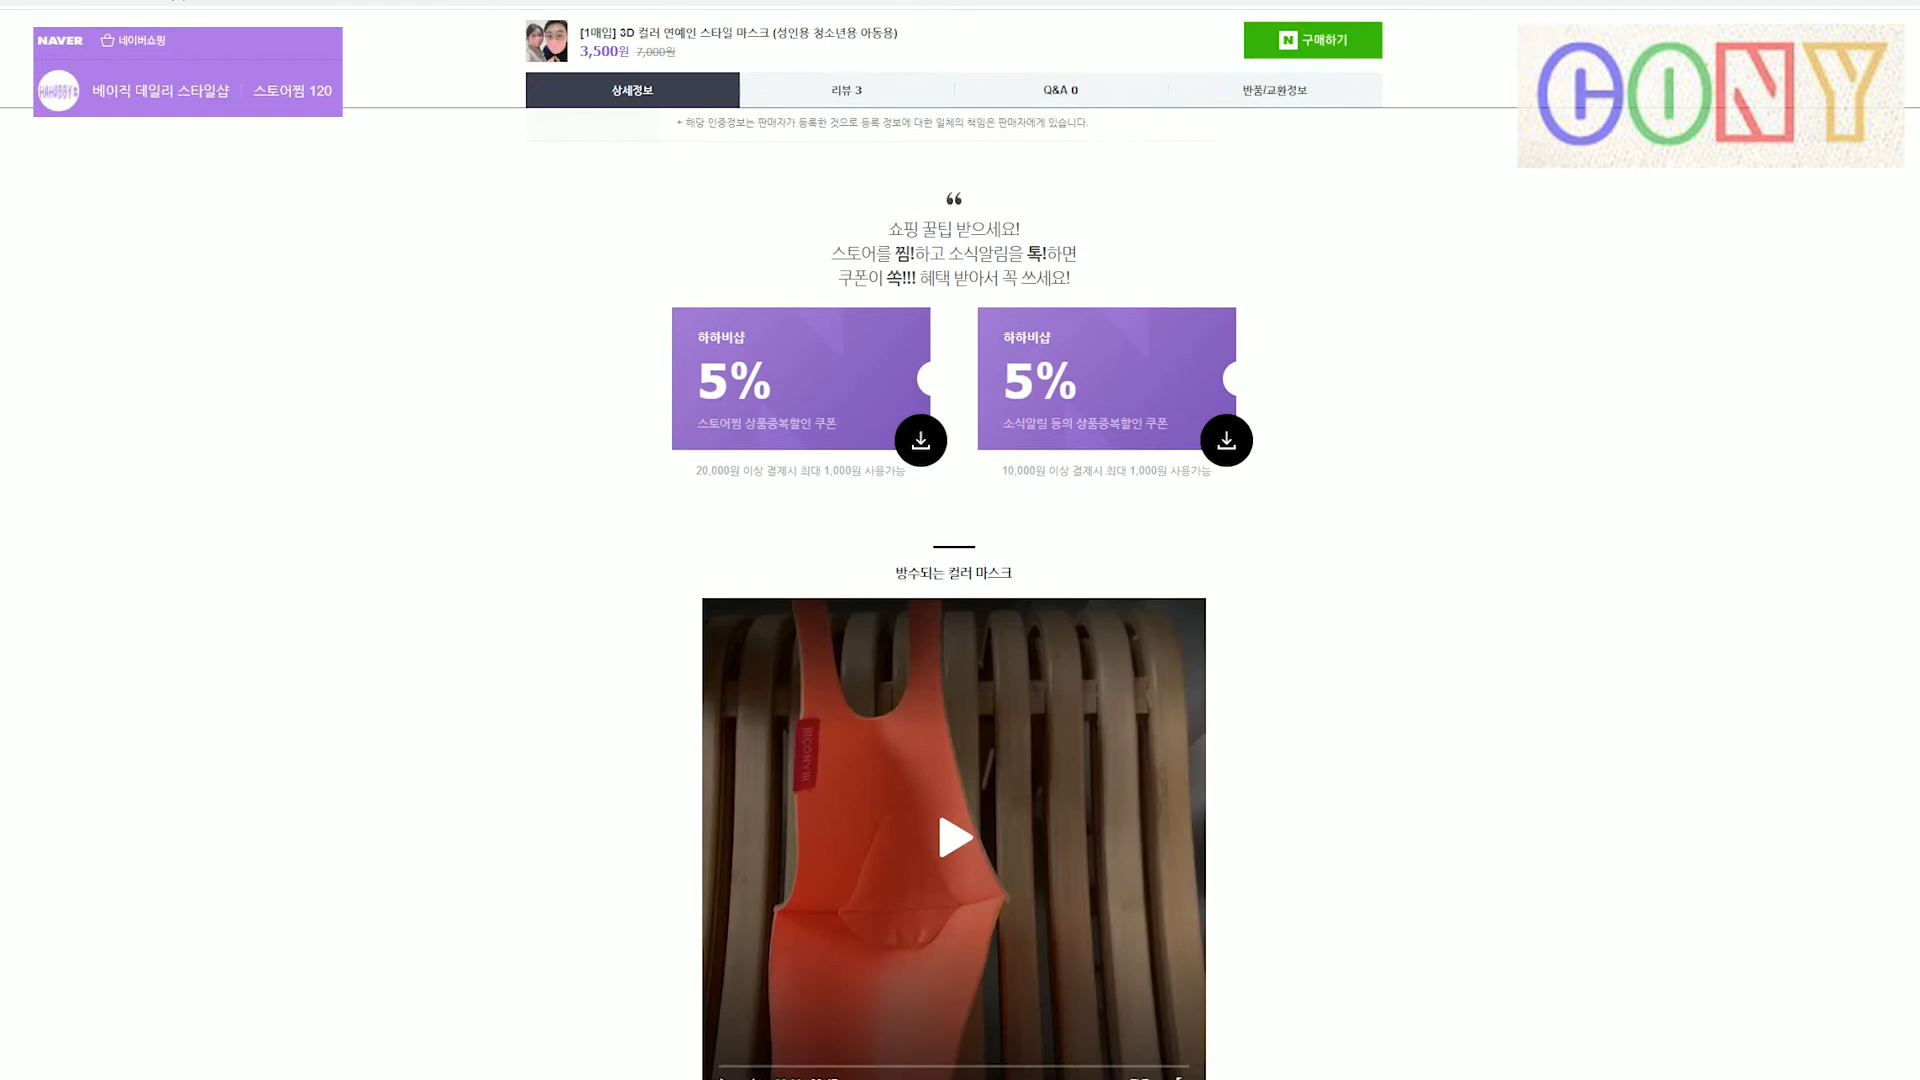 NAVER 네이버쇼핑
HAHABBY
베이직 데일리 스타일샵 스토어찜 120
[1매입] 3D 컬러 연예인 스타일 마스크 (성인용 청소년용 아동용)
3,500원 7,000원
N 구매하기
CONY
상세정보 리뷰 3 Q&A 0 반품/교환정보
+ 해당 인증정보는 판매자가 등록한 것으로 등록 정보에 대한 일체의 책임은 판매자에게 있습니다.
쇼핑 꿀팁 받으세요!
스토어를 찜!하고 소식알림을 톡!하면
쿠폰이 쏙!!! 혜택 받아서 꼭 쓰세요!
하하비샵
5%
스토어찜 상품중복할인 쿠폰
20,000원 이상 결제시 최대 1,000원 사용가능
하하비샵
5%
소식알림 동의 상품중복할인 쿠폰
10,000원 이상 결제시 최대 1,000원 사용가능
방수되는 컬러 마스크
CONY